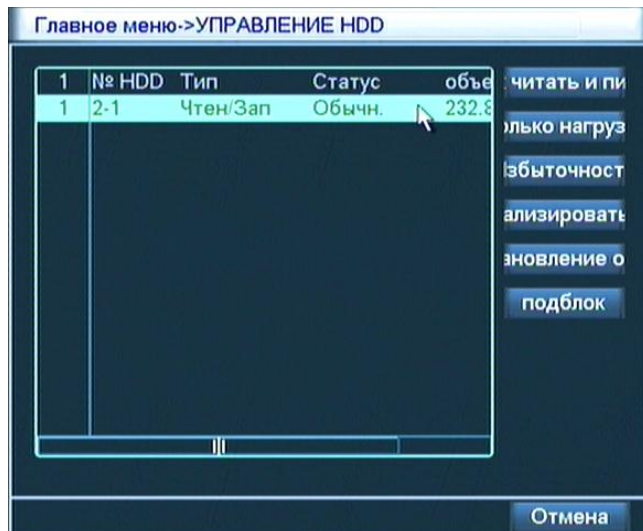 Главное меню->УПРАВЛЕНИЕ HDD
1 № HDD Тип Статус объе
1 2-1 Чтен/Зап Обычн. 232.8
читать и пи
олько нагруз
збыточност
ализировать
ановление о
подблок
Отмена